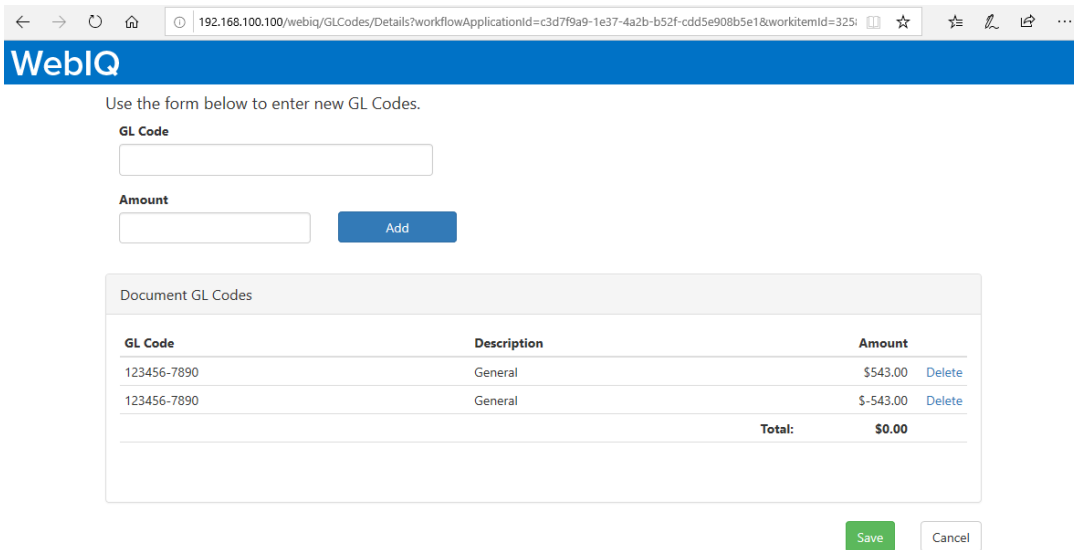 192.168.100.100/webiq/GLCodes/Details?workflowApplicationId=c3d7f9a9-1e37-4a2b-b52f-cdd5e908b5e1&workitemId=325
WebIQ
Use the form below to enter new GL Codes.
GL Code
Amount
Add
Document GL Codes
GL Code Description Amount
123456-7890 General $543.00 Delete
123456-7890 General $-543.00 Delete
Total: $0.00
Save Cancel